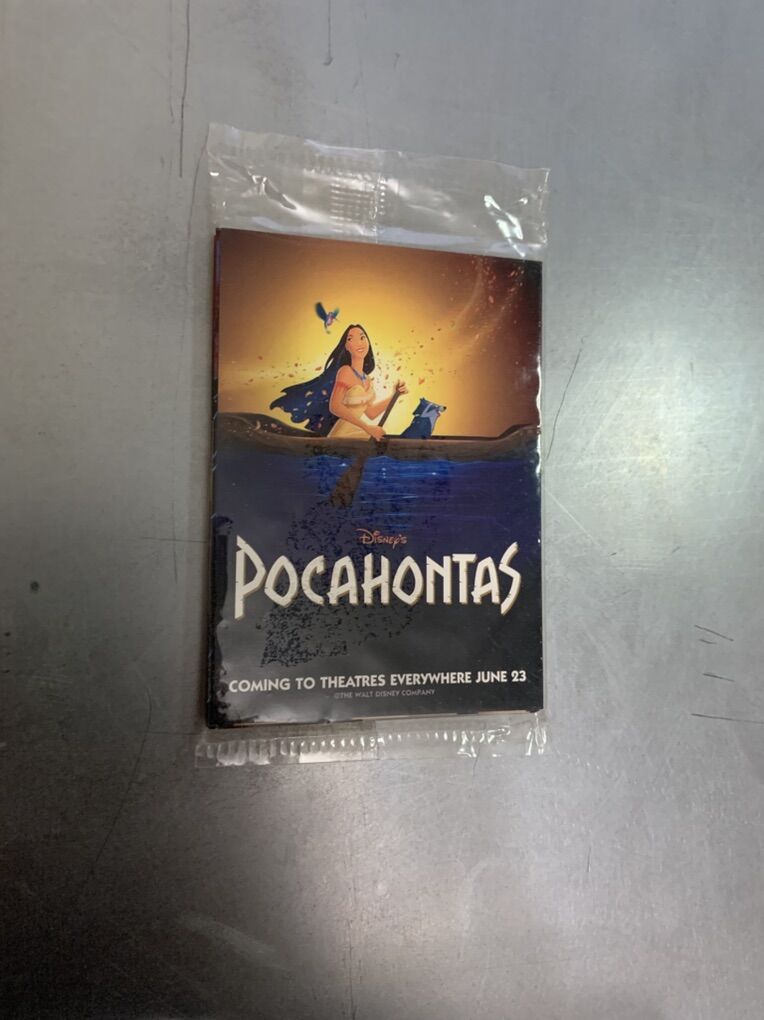 Disney's
POCAHONTAS
COMING TO THEATRES EVERYWHERE JUNE 23
©THE WALT DISNEY COMPANY